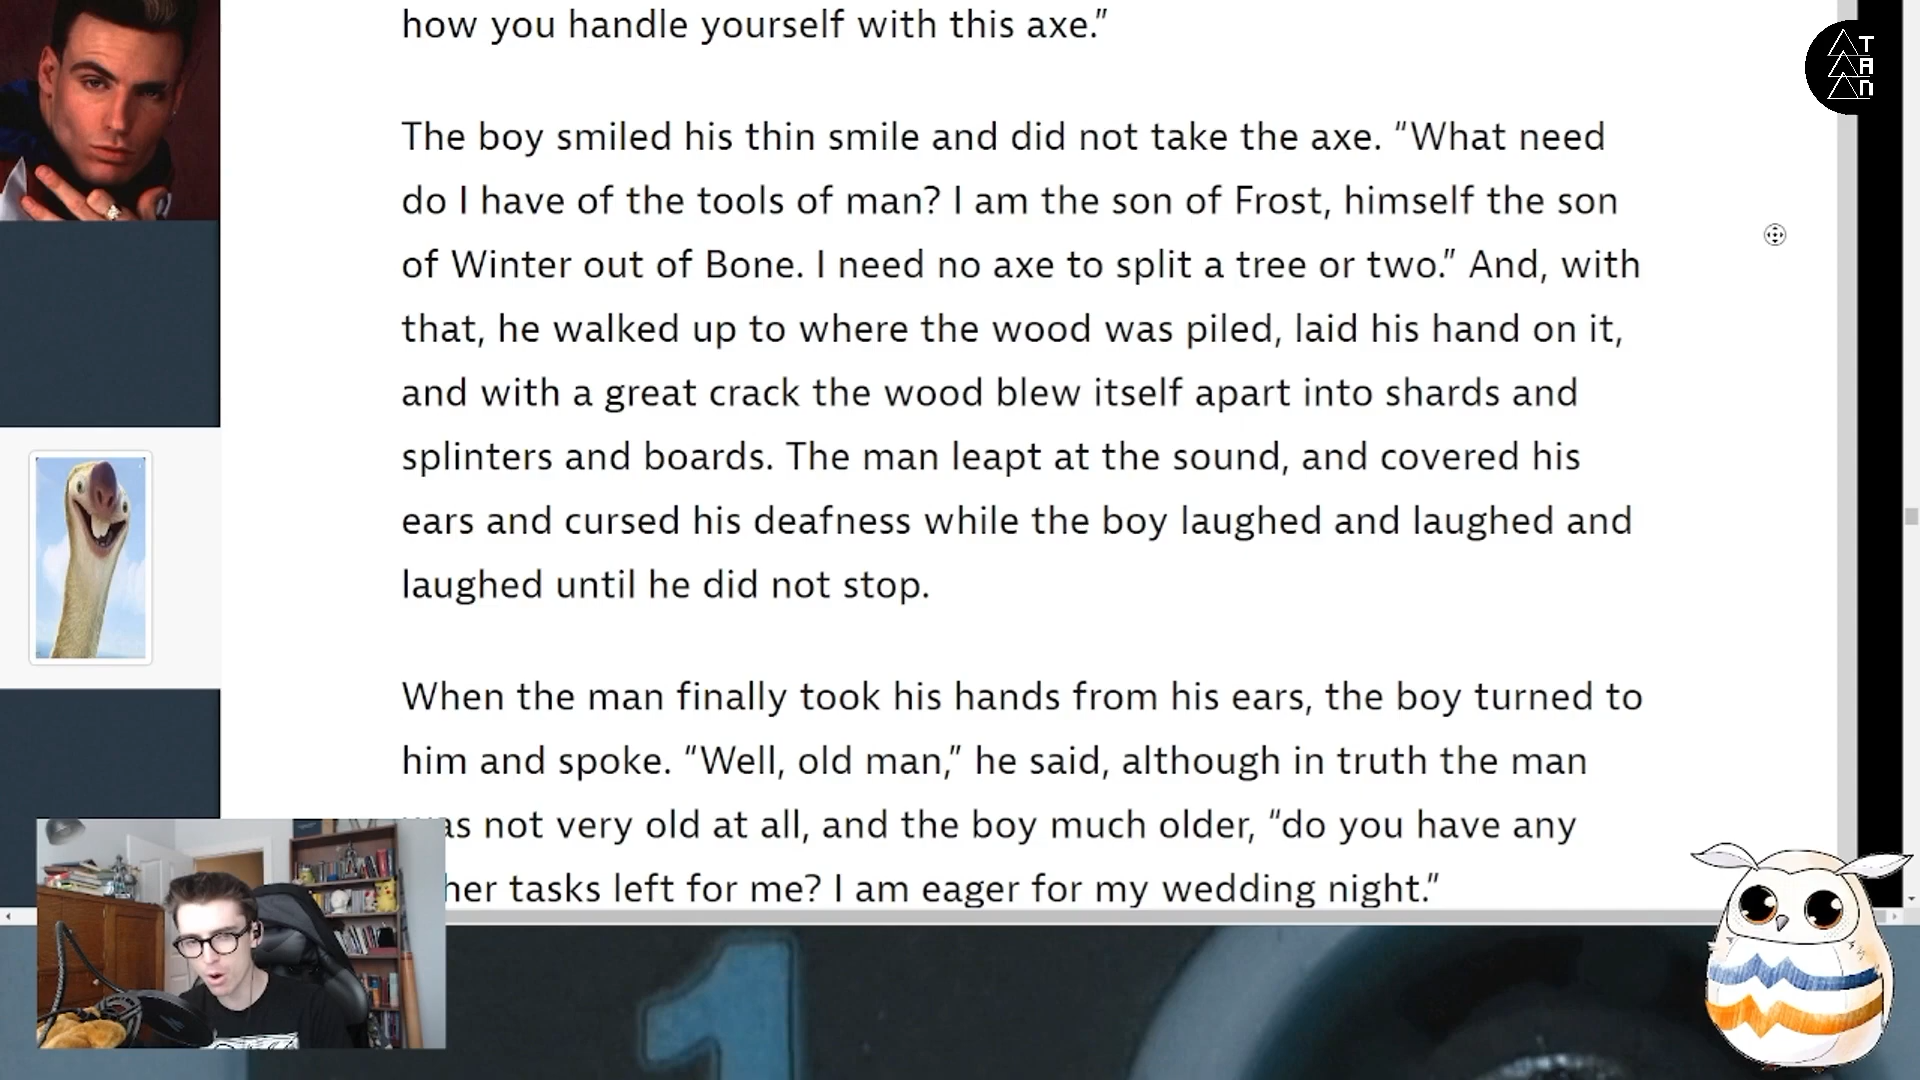 how you handle yourself with this axe.”
The boy smiled his thin smile and did not take the axe. “What need
do I have of the tools of man? I am the son of Frost, himself the son
of Winter out of Bone. I need no axe to split a tree or two.” And, with
that, he walked up to where the wood was piled, laid his hand on it,
and with a great crack the wood blew itself apart into shards and
splinters and boards. The man leapt at the sound, and covered his
ears and cursed his deafness while the boy laughed and laughed and
laughed until he did not stop.
When the man finally took his hands from his ears, the boy turned to
him and spoke. “Well, old man,” he said, although in truth the man
was not very old at all, and the boy much older, “do you have any
her tasks left for me? I am eager for my wedding night.”
TAN
1